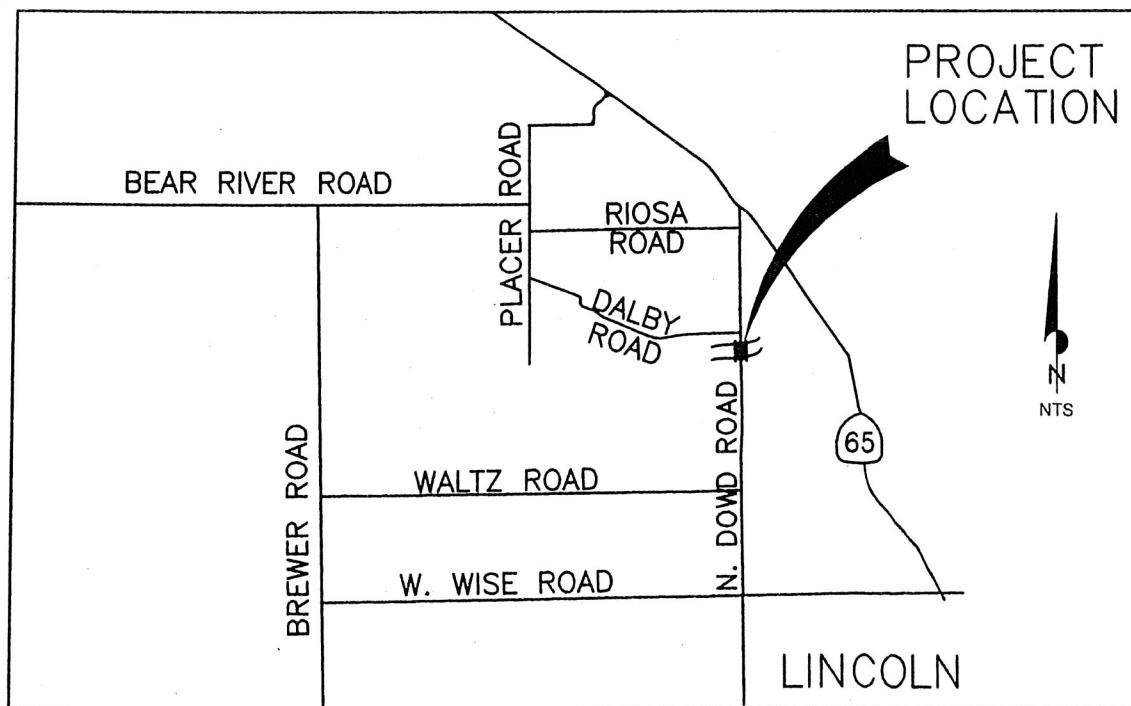 PROJECT
LOCATION
BEAR RIVER ROAD
PLACER ROAD
RIOSA
ROAD
DALBY
ROAD
N
NTS
65
BREWER ROAD
WALTZ ROAD
N. DOWD ROAD
W. WISE ROAD
LINCOLN